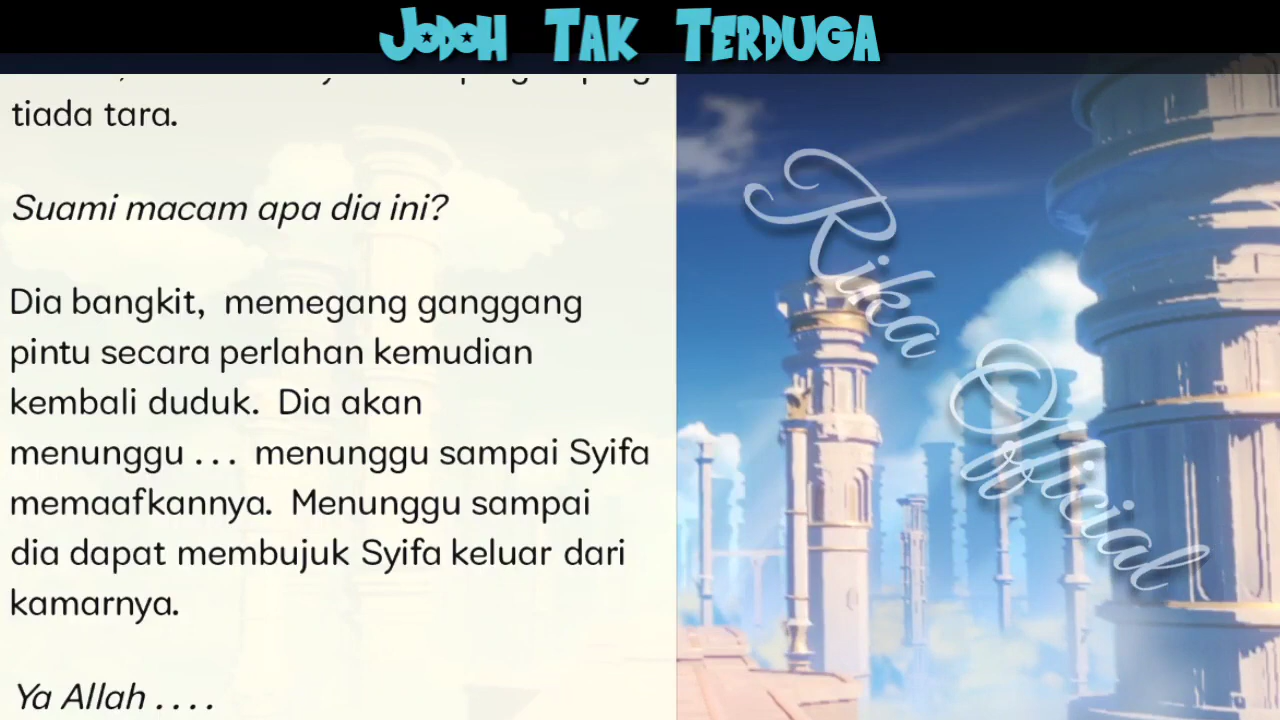 Jodoh Tak Terduga
tiada tara.
Suami macam apa dia ini?
Dia bangkit, memegang ganggang
pintu secara perlahan kemudian
kembali duduk. Dia akan
menunggu . . . menunggu sampai Syifa
memaafkannya. Menunggu sampai
dia dapat membujuk Syifa keluar dari
kamarnya.
Ya Allah . . . .
Rika Official